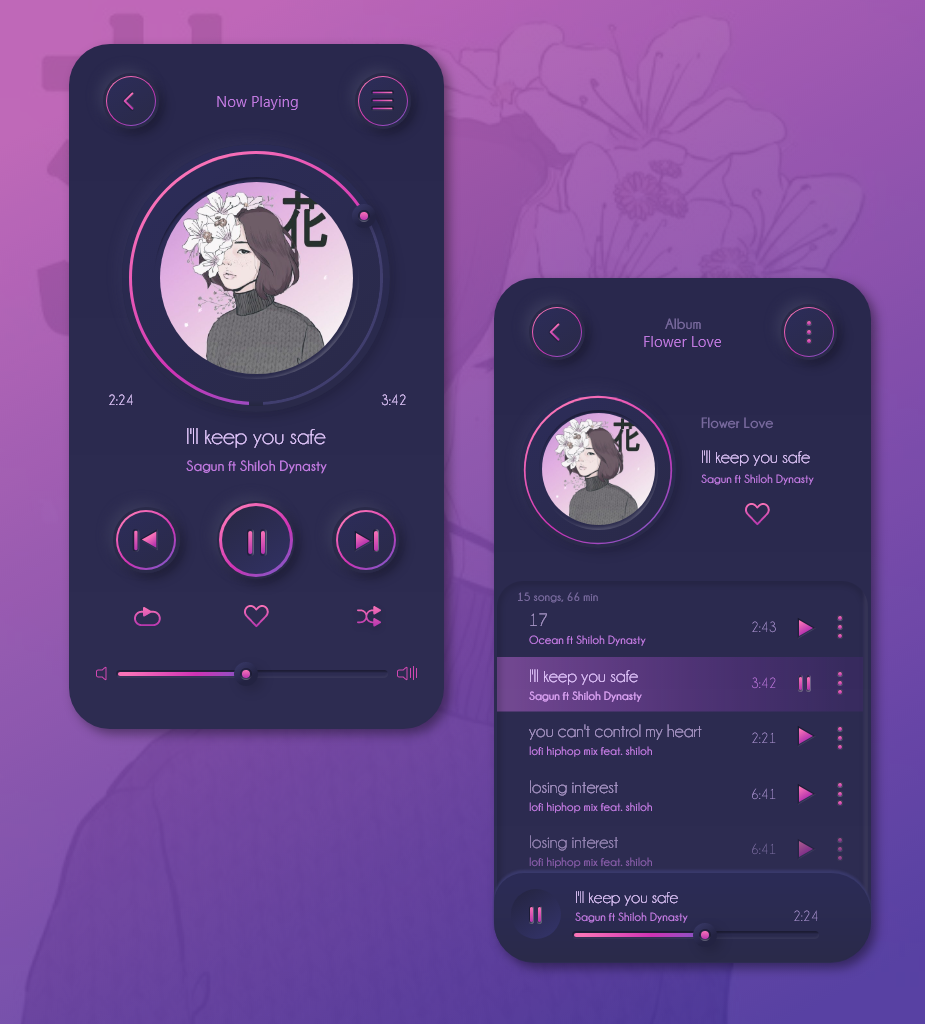 Now Playing
花
2:24
3:42
I'll keep you safe
Sagun ft Shiloh Dynasty
Album
Flower Love
花
Flower Love
I'll keep you safe
Sagun ft Shiloh Dynasty
15 songs, 66 min
17
Ocean ft Shiloh Dynasty
2:43
I'll keep you safe
Sagun ft Shiloh Dynasty
3:42
you can't control my heart
lofi hiphop mix feat. shiloh
2:21
losing interest
lofi hiphop mix feat. shiloh
6:41
losing interest
lofi hiphop mix feat. shiloh
6:41
I'll keep you safe
Sagun ft Shiloh Dynasty
2:24